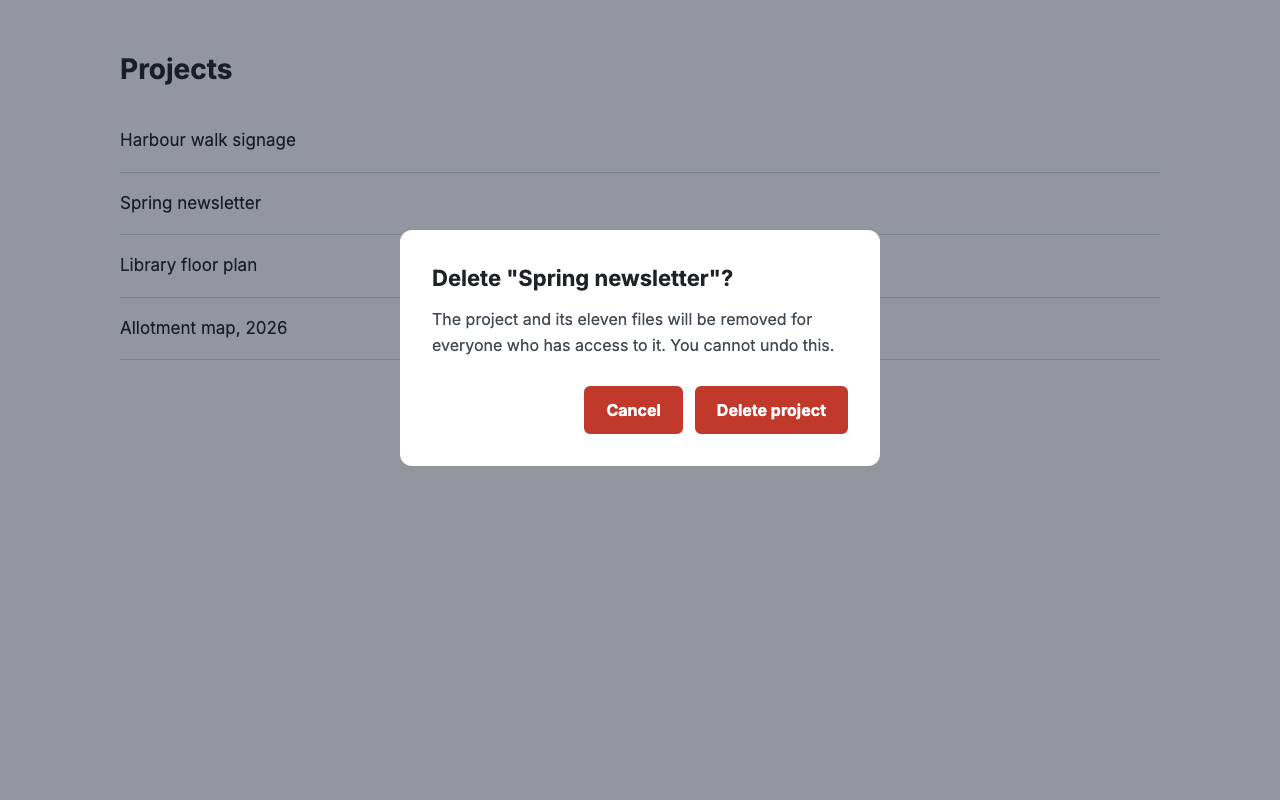 Projects
Harbour walk signage
Spring newsletter
Library floor plan
Allotment map, 2026
Delete "Spring newsletter"?
The project and its eleven files will be removed for
everyone who has access to it. You cannot undo this.
Cancel
Delete project